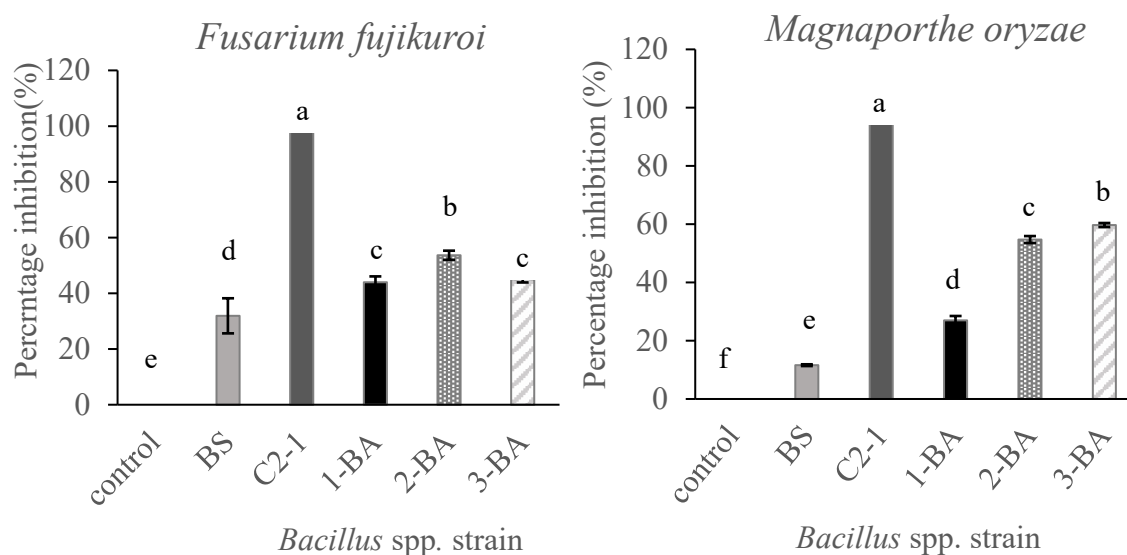 Fusarium fujikuroi
Percrntage inhibition(%)
120
100
80
60
40
20
0
e
d
a
c
b
c
control
BS
C2-1
1-BA
2-BA
3-BA
Bacillus spp. strain
Magnaporthe oryzae
Percentage inhibition (%)
120
100
80
60
40
20
0
f
e
a
d
c
b
control
BS
C2-1
1-BA
2-BA
3-BA
Bacillus spp. strain